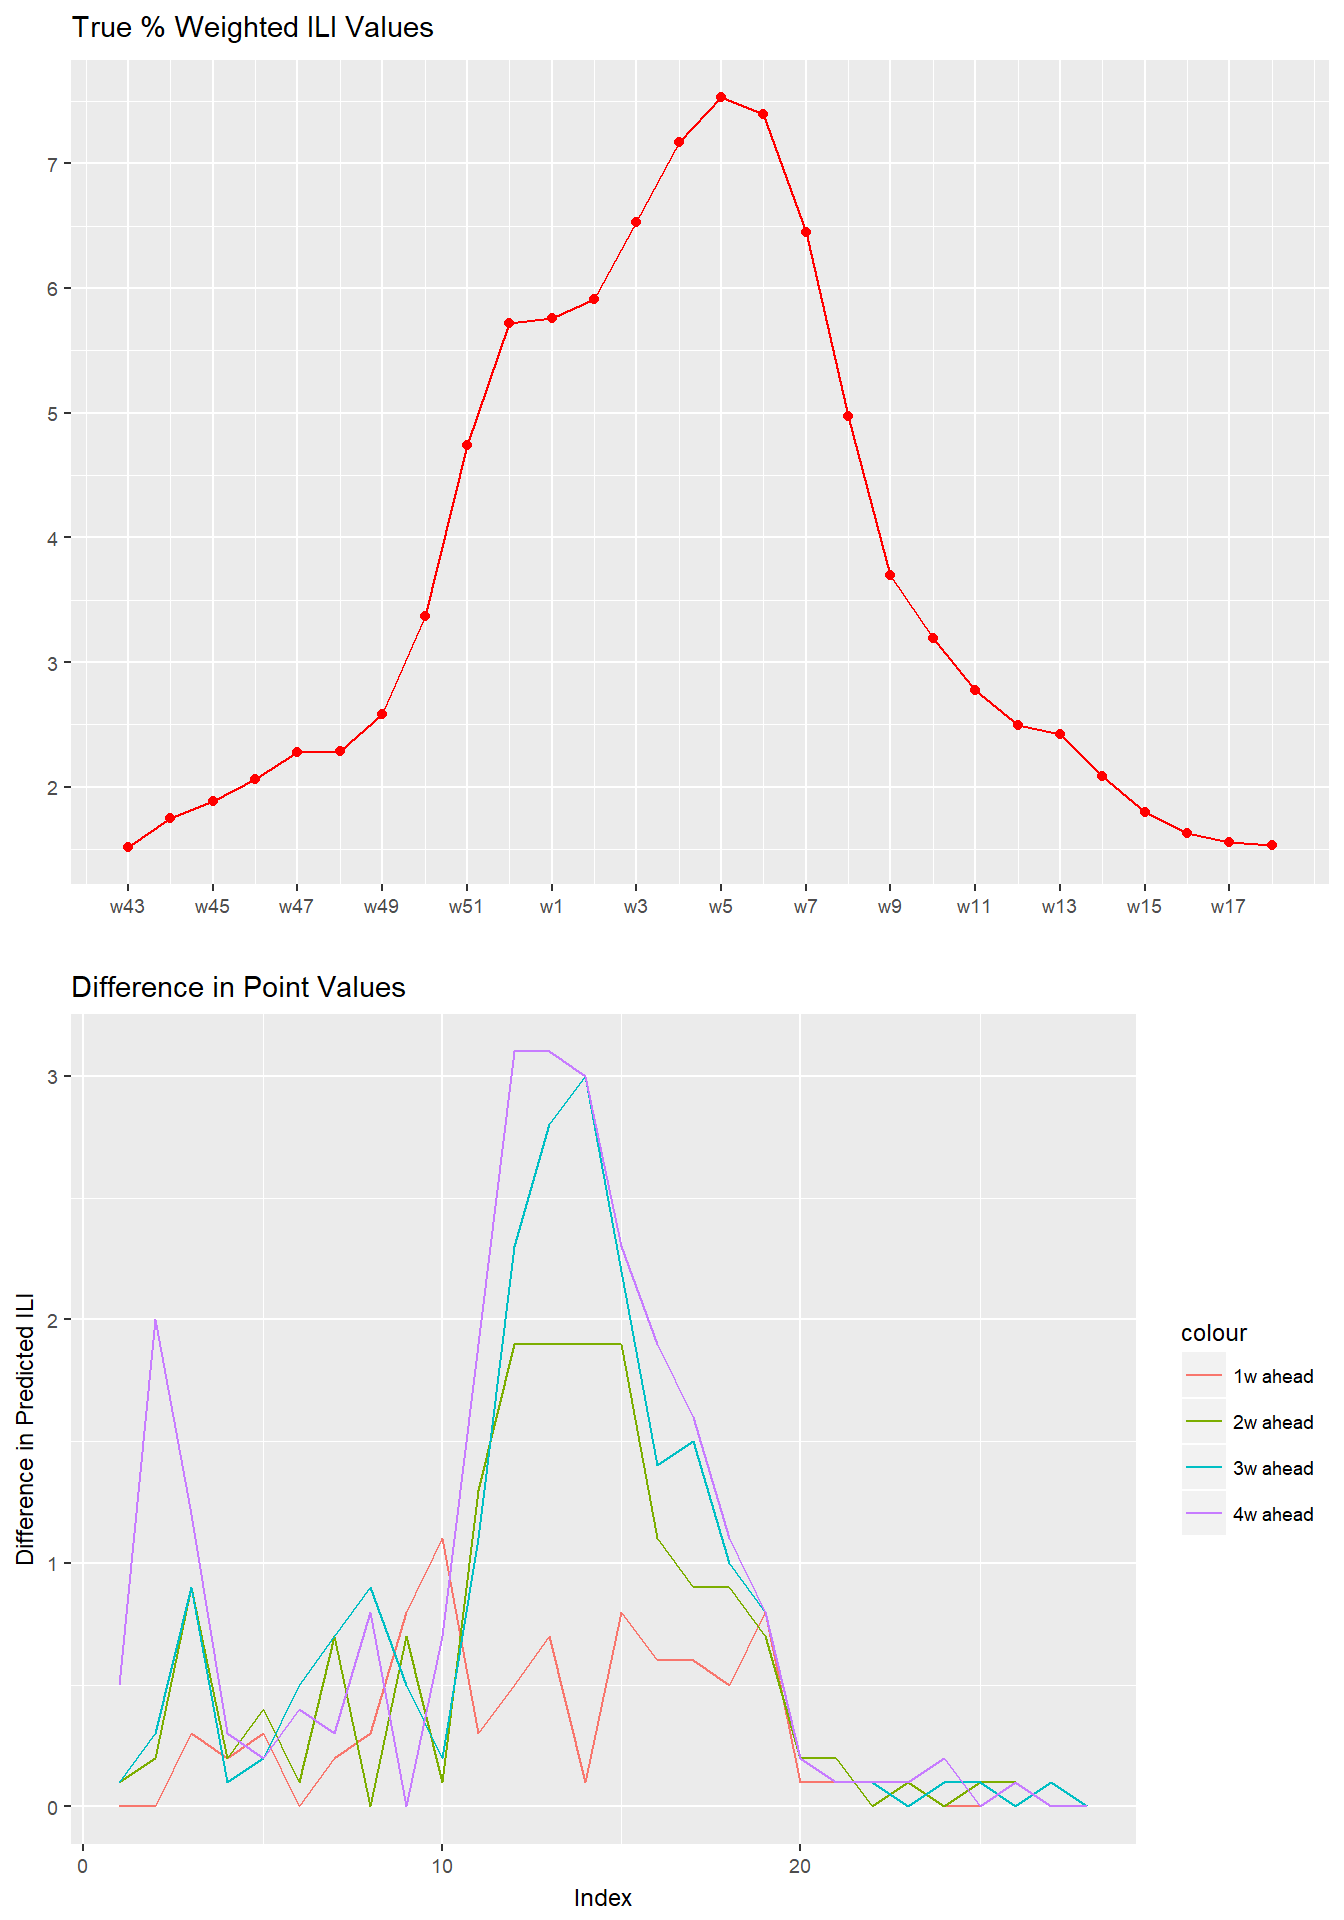 True % Weighted ILI Values
7
6
5
4
3
2
w43 w45 w47 w49 w51 w1 w3 w5 w7 w9 w11 w13 w15 w17
Difference in Point Values
Difference in Predicted ILI
3
2
1
0
0 10 20
Index
colour
1w ahead
2w ahead
3w ahead
4w ahead